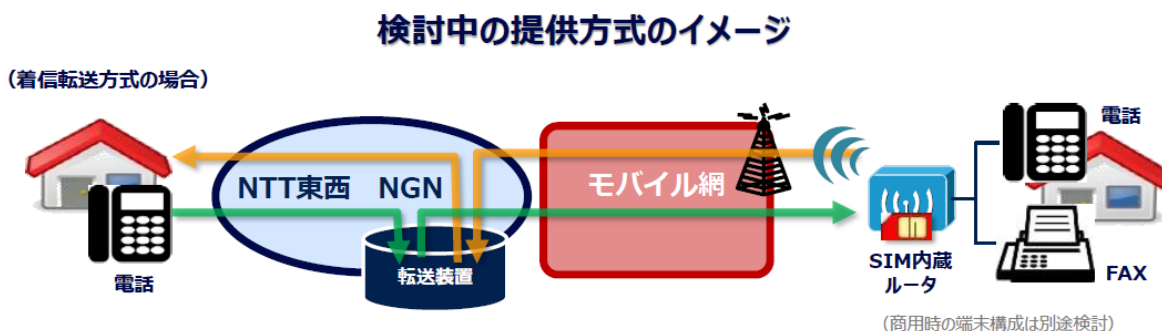 検討中の提供方式のイメージ
（着信転送方式の場合）
電話
NTT東西 NGN
モバイル網
転送装置
電話
SIM内蔵
ルータ
FAX
（商用時の端末構成は別途検討）